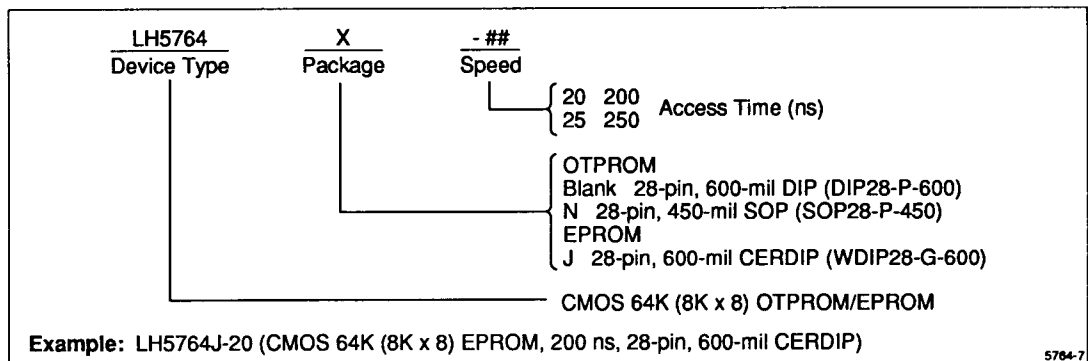 LH5764 X - ##
Device Type Package Speed
20 200
25 250
Access Time (ns)
OTPROM
Blank 28-pin, 600-mil DIP (DIP28-P-600)
N 28-pin, 450-mil SOP (SOP28-P-450)
EPROM
J 28-pin, 600-mil CERDIP (WDIP28-G-600)
CMOS 64K (8K x 8) OTPROM/EPROM
Example: LH5764J-20 (CMOS 64K (8K x 8) EPROM, 200 ns, 28-pin, 600-mil CERDIP)
5764-7